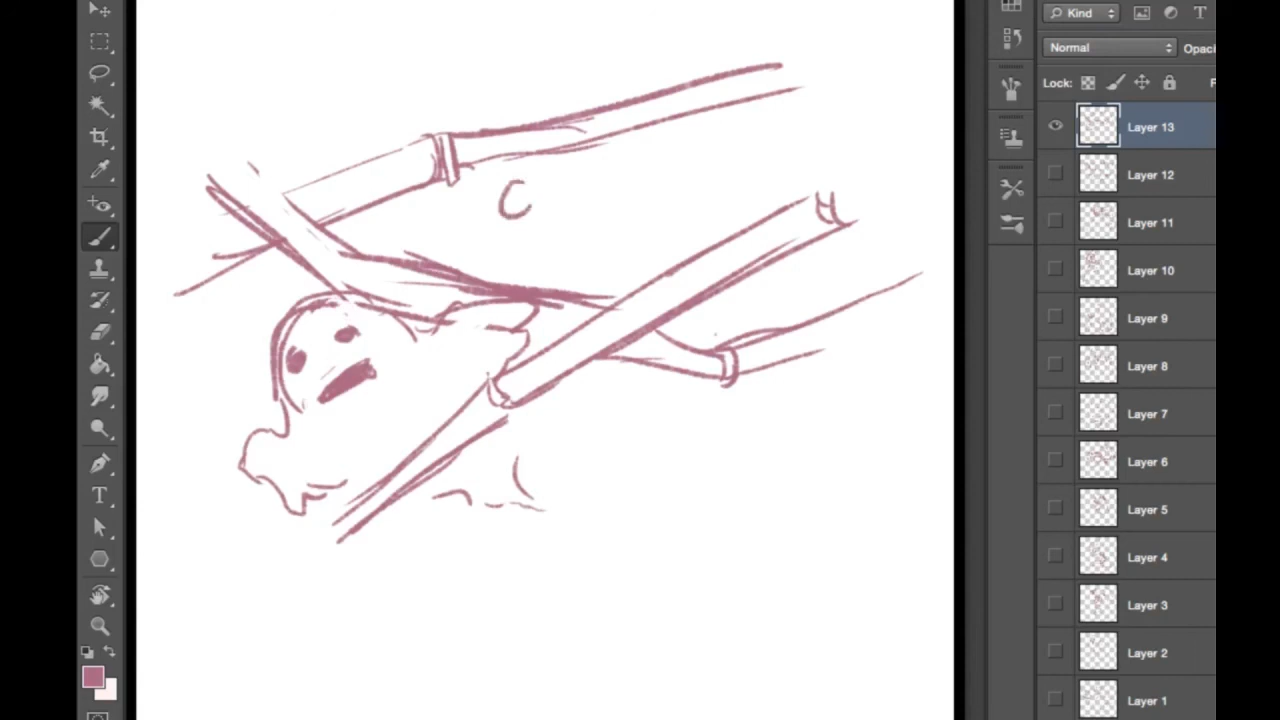 Kind
T
Normal
Opaci
Lock:
F
Layer 13
Layer 12
Layer 11
Layer 10
Layer 9
Layer 8
Layer 7
Layer 6
Layer 5
Layer 4
Layer 3
Layer 2
Layer 1